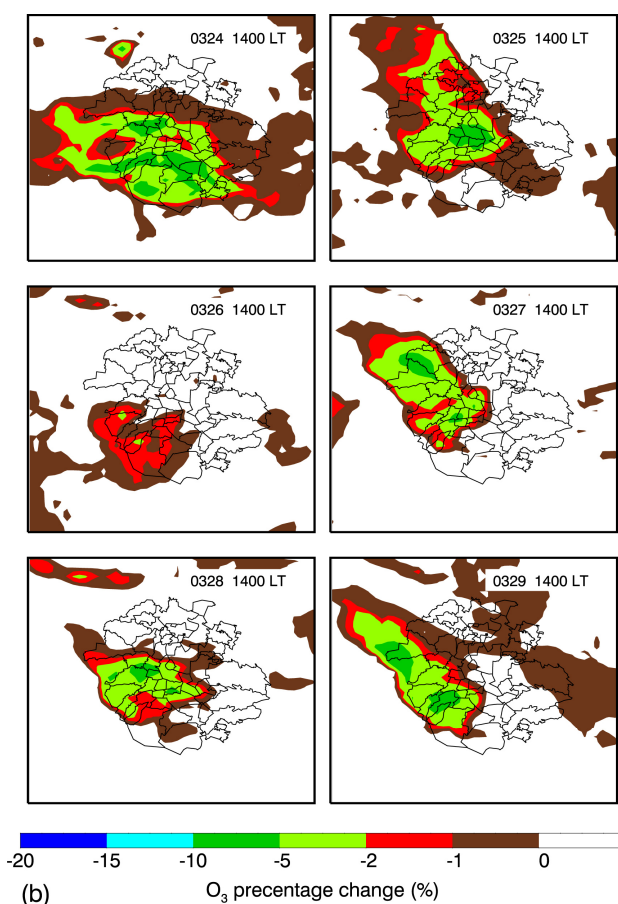 0324 1400 LT
0325 1400 LT
0326 1400 LT
0327 1400 LT
0328 1400 LT
0329 1400 LT
-20 -15 -10 -5 -2 -1 0
(b) O₃ precentage change (%)